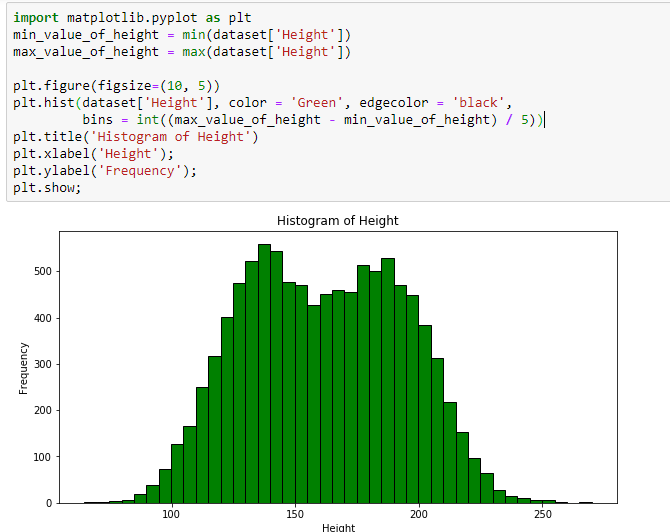 import matplotlib.pyplot as plt
min_value_of_height = min(dataset['Height'])
max_value_of_height = max(dataset['Height'])
plt.figure(figsize=(10, 5))
plt.hist(dataset['Height'], color = 'Green', edgecolor = 'black',
bins = int((max_value_of_height - min_value_of_height) / 5))
plt.title('Histogram of Height')
plt.xlabel('Height');
plt.ylabel('Frequency');
plt.show;
Histogram of Height
Frequency
500
400
300
200
100
0
100 150 200 250
Height